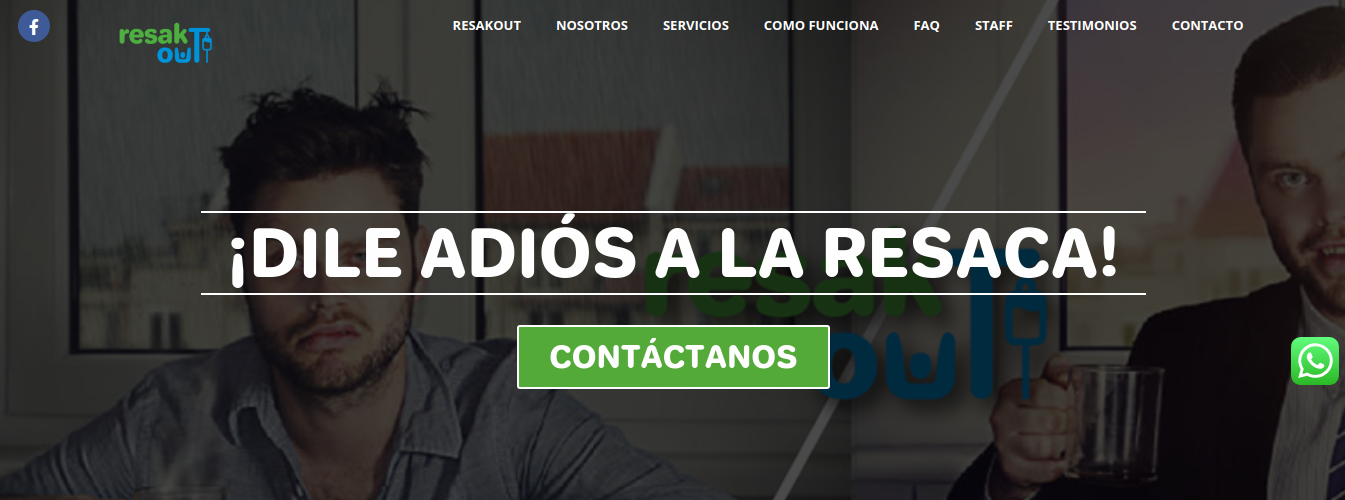 resak
out
RESAKOUT NOSOTROS SERVICIOS COMO FUNCIONA FAQ STAFF TESTIMONIOS CONTACTO
¡DILE ADIÓS A LA RESACA!
resak
out
CONTÁCTANOS